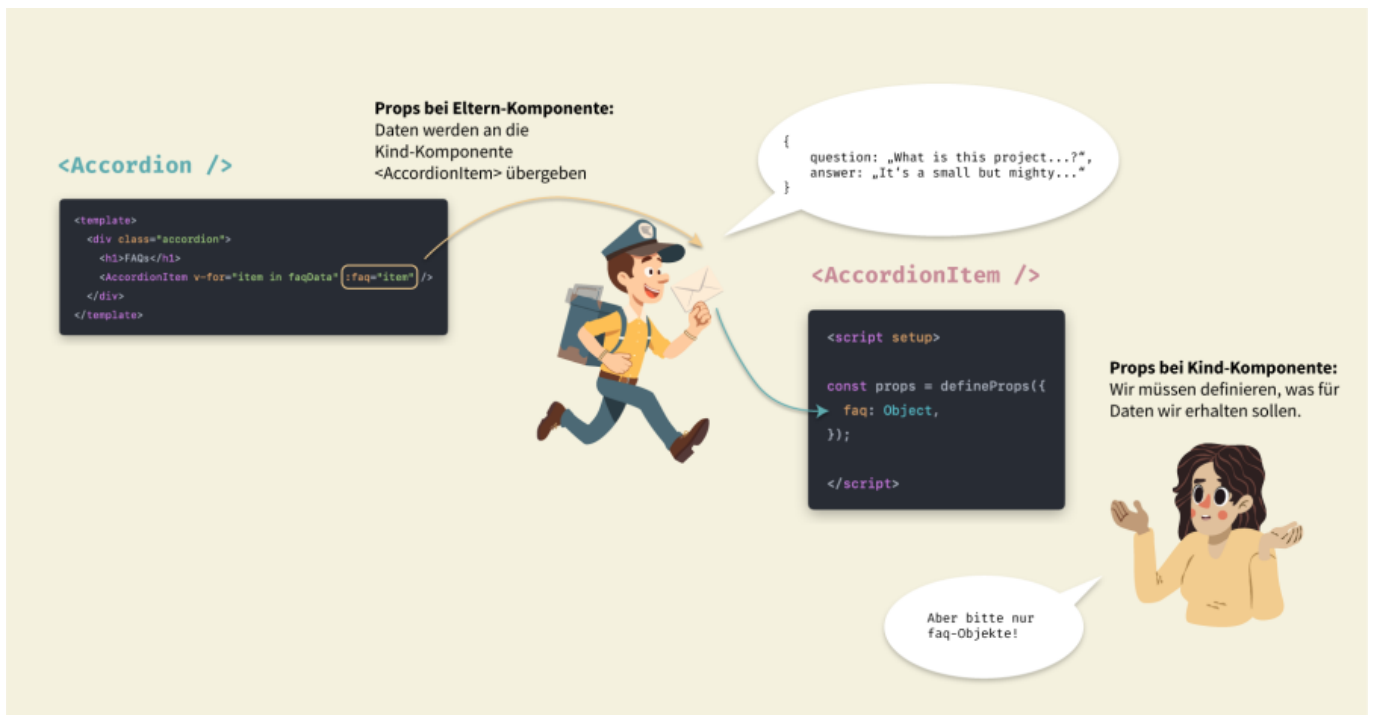 Props bei Eltern-Komponente:
Daten werden an die
Kind-Komponente
<AccordionItem> übergeben
<Accordion />
<template>
<div class="accordion">
<h1>FAQs</h1>
<AccordionItem v-for="item in faqData" :faq="item" />
</div>
</template>
{
question: „What is this project...?“,
answer: „It's a small but mighty...“
}
<AccordionItem />
<script setup>
const props = defineProps({
faq: Object,
});
</script>
Props bei Kind-Komponente:
Wir müssen definieren, was für
Daten wir erhalten sollen.
Aber bitte nur
faq-Objekte!